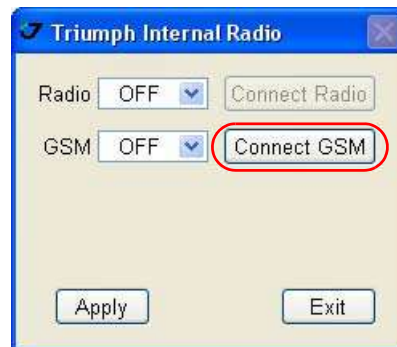 Triumph Internal Radio
Radio OFF Connect Radio
GSM OFF Connect GSM
Apply Exit